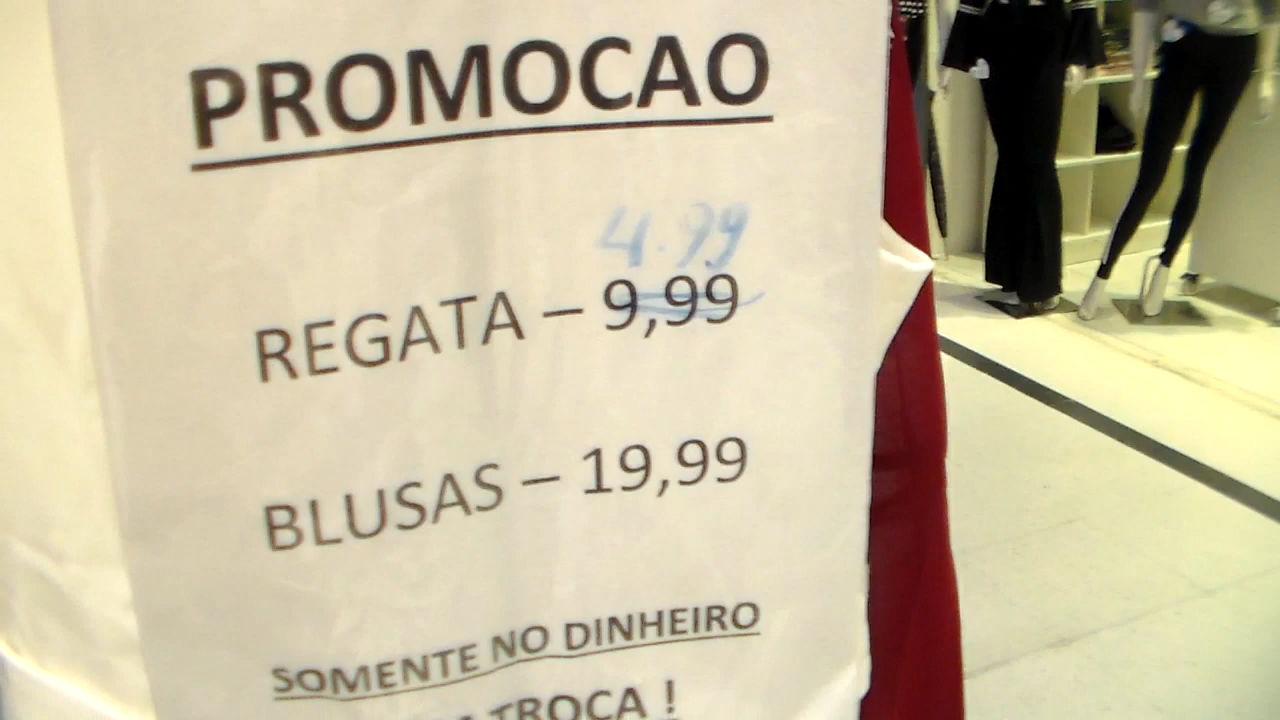 PROMOCAO
4.99
REGATA – 9,99
BLUSAS – 19,99
SOMENTE NO DINHEIRO
TROCA !